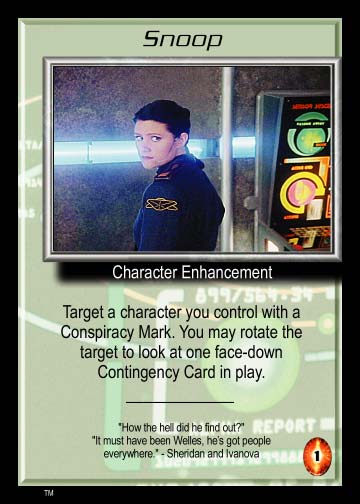 Snoop
Character Enhancement
Target a character you control with a
Conspiracy Mark. You may rotate the
target to look at one face-down
Contingency Card in play.
"How the hell did he find out?"
"It must have been Welles, he's got people
everywhere." - Sheridan and Ivanova
1
REPORT
TM